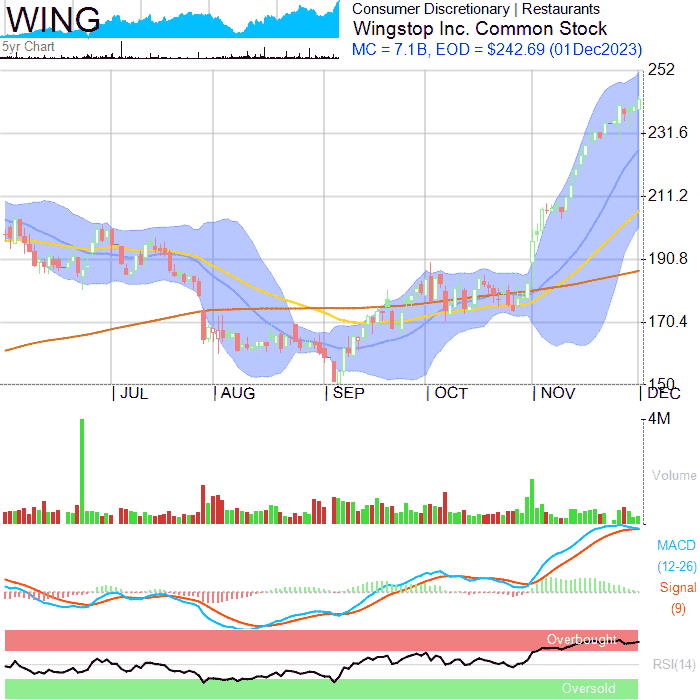 WING
5yr Chart
Consumer Discretionary | Restaurants
Wingstop Inc. Common Stock
MC = 7.1B, EOD = $242.69 (01Dec2023)
252
231.6
211.2
190.8
170.4
150
JUL
AUG
SEP
OCT
NOV
DEC
4M
Volume
MACD
(12-26)
Signal
(9)
Overbought
RSI(14)
Oversold